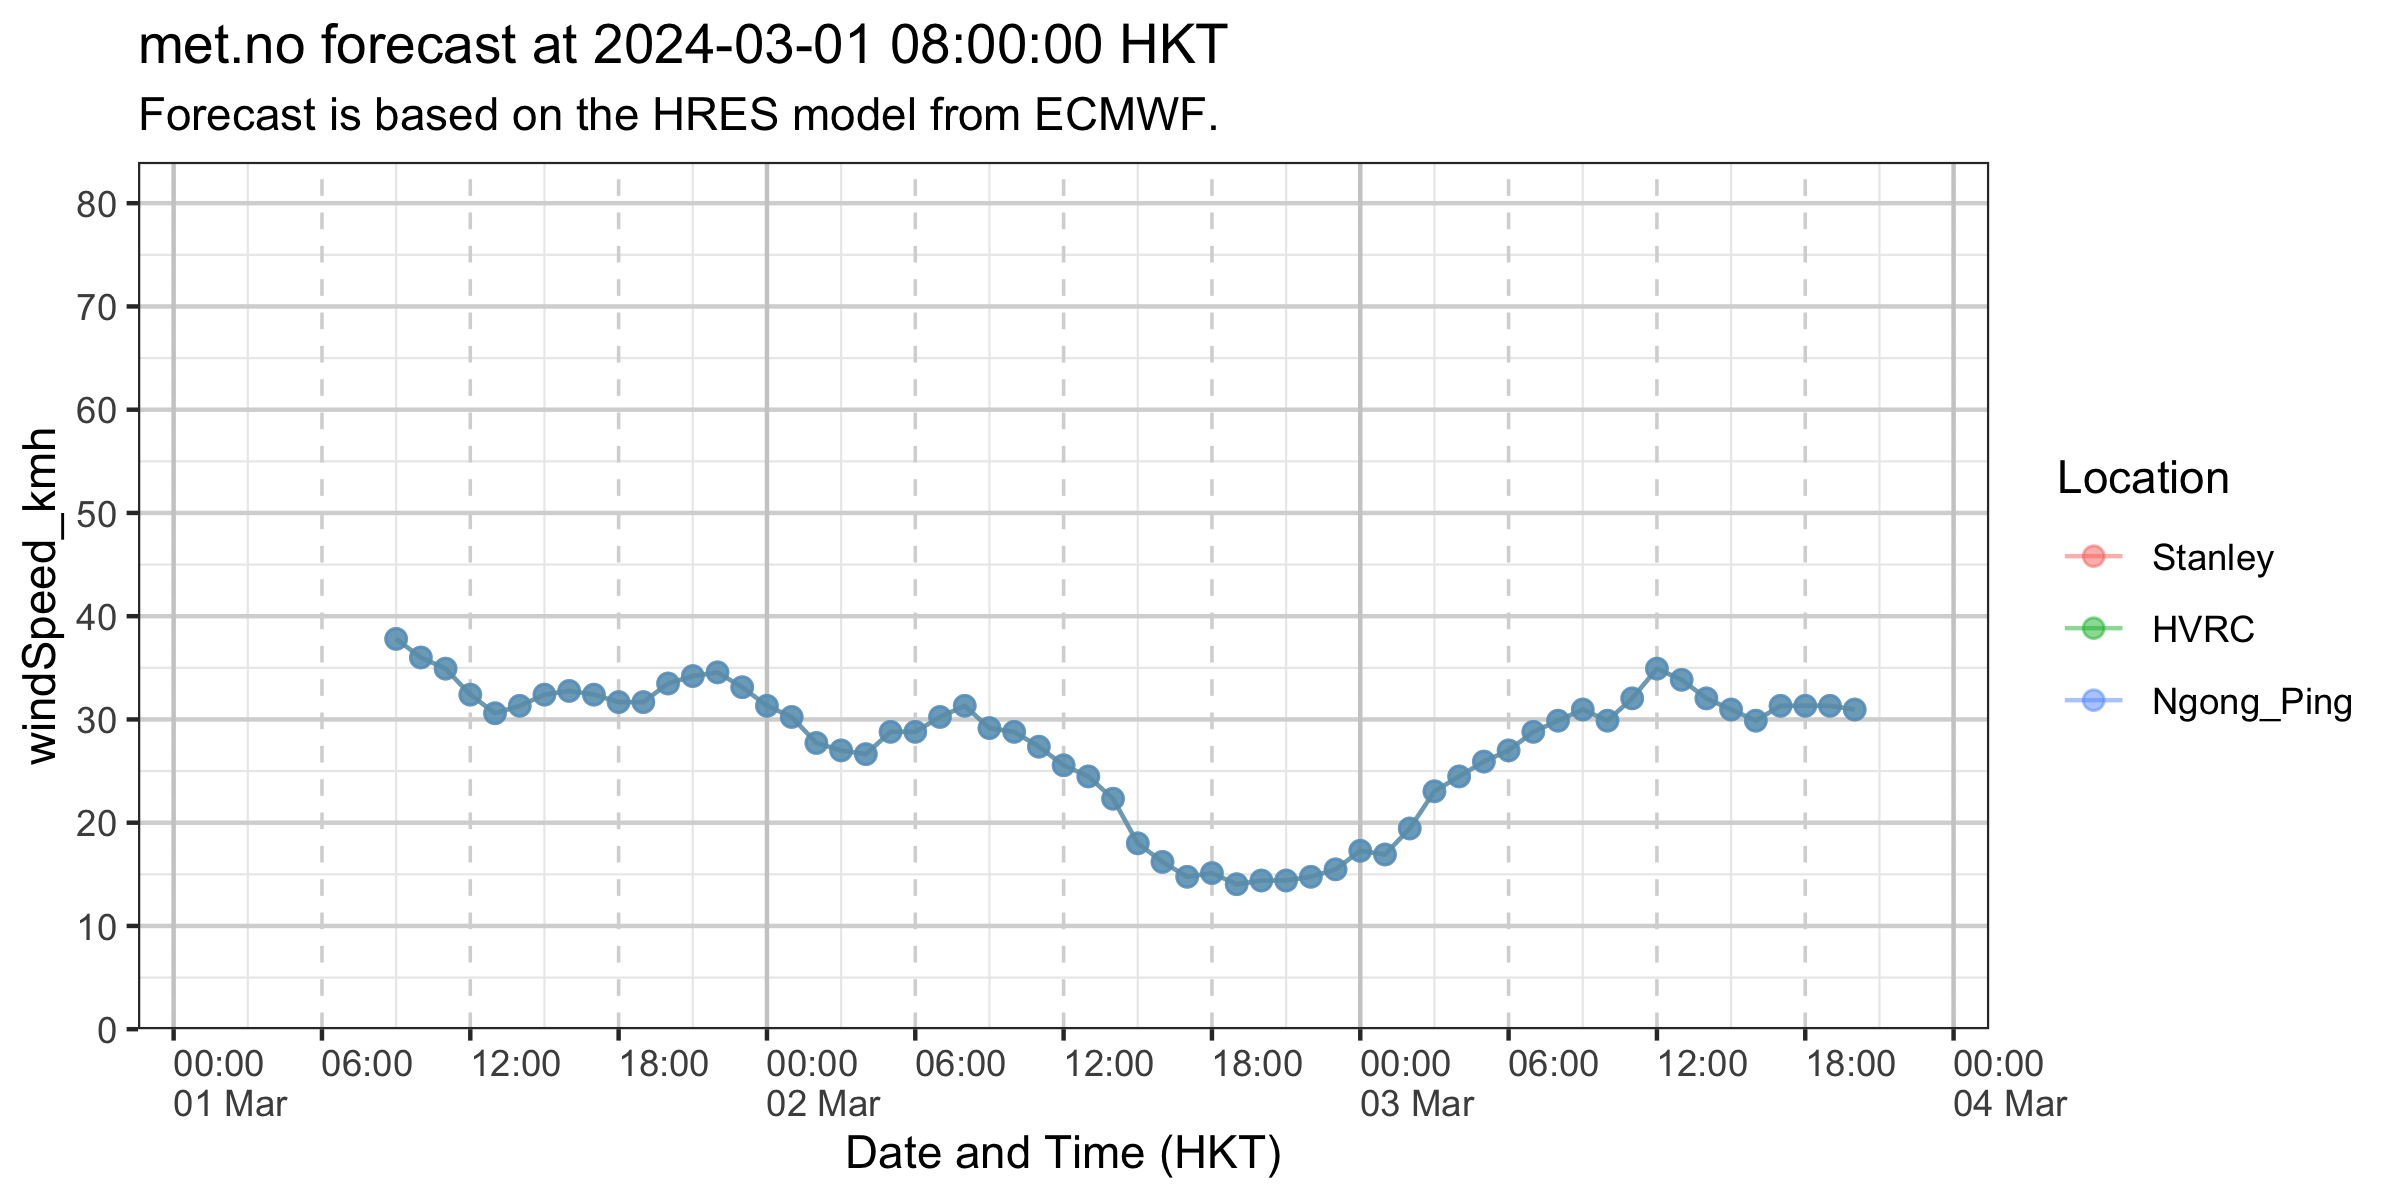 met.no forecast at 2024-03-01 08:00:00 HKT
Forecast is based on the HRES model from ECMWF.
windSpeed_kmh
80
70
60
50
40
30
20
10
0
00:00 06:00 12:00 18:00 00:00 06:00 12:00 18:00 00:00 06:00 12:00 18:00 00:00
01 Mar 02 Mar 03 Mar 04 Mar
Date and Time (HKT)
Location
Stanley
HVRC
Ngong_Ping